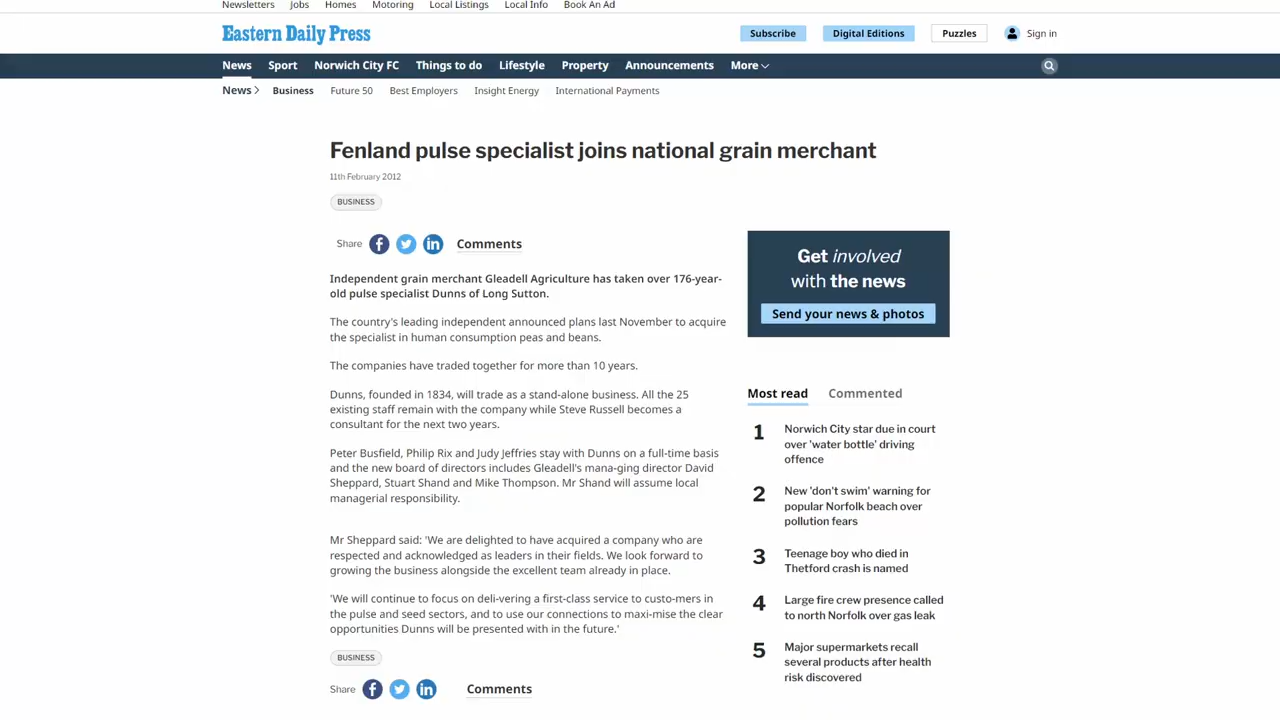 Newsletters Jobs Homes Motoring Local Listings Local Info Book An Ad
Eastern Daily Press
Subscribe Digital Editions Puzzles Sign in
News Sport Norwich City FC Things to do Lifestyle Property Announcements More
News Business Future 50 Best Employers Insight Energy International Payments
Fenland pulse specialist joins national grain merchant
11th February 2012
BUSINESS
Share Comments
Independent grain merchant Gleadell Agriculture has taken over 176-year-
old pulse specialist Dunns of Long Sutton.
The country's leading independent announced plans last November to acquire
the specialist in human consumption peas and beans.
The companies have traded together for more than 10 years.
Dunns, founded in 1834, will trade as a stand-alone business. All the 25
existing staff remain with the company while Steve Russell becomes a
consultant for the next two years.
Peter Busfield, Philip Rix and Judy Jeffries stay with Dunns on a full-time basis
and the new board of directors includes Gleadell's mana-ging director David
Sheppard, Stuart Shand and Mike Thompson. Mr Shand will assume local
managerial responsibility.
Mr Sheppard said: 'We are delighted to have acquired a company who are
respected and acknowledged as leaders in their fields. We look forward to
growing the business alongside the excellent team already in place.
'We will continue to focus on deli-vering a first-class service to custo-mers in
the pulse and seed sectors, and to use our connections to maxi-mise the clear
opportunities Dunns will be presented with in the future.'
BUSINESS
Share Comments
Get involved
with the news
Send your news & photos
Most read Commented
1 Norwich City star due in court
over 'water bottle' driving
offence
2 New 'don't swim' warning for
popular Norfolk beach over
pollution fears
3 Teenage boy who died in
Thetford crash is named
4 Large fire crew presence called
to north Norfolk over gas leak
5 Major supermarkets recall
several products after health
risk discovered